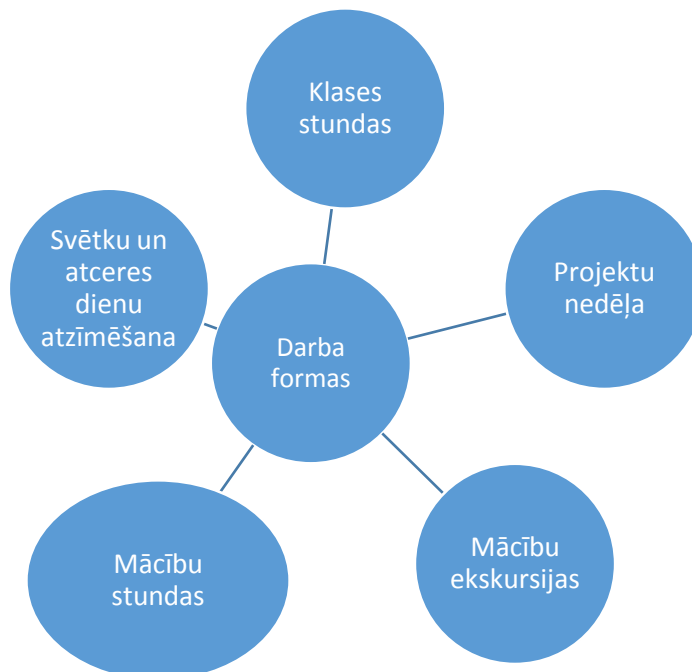 Klases
stundas
Svētku un
atceres
dienu
atzīmēšana
Projektu
nedēļa
Darba
formas
Mācību
stundas
Mācību
ekskursijas